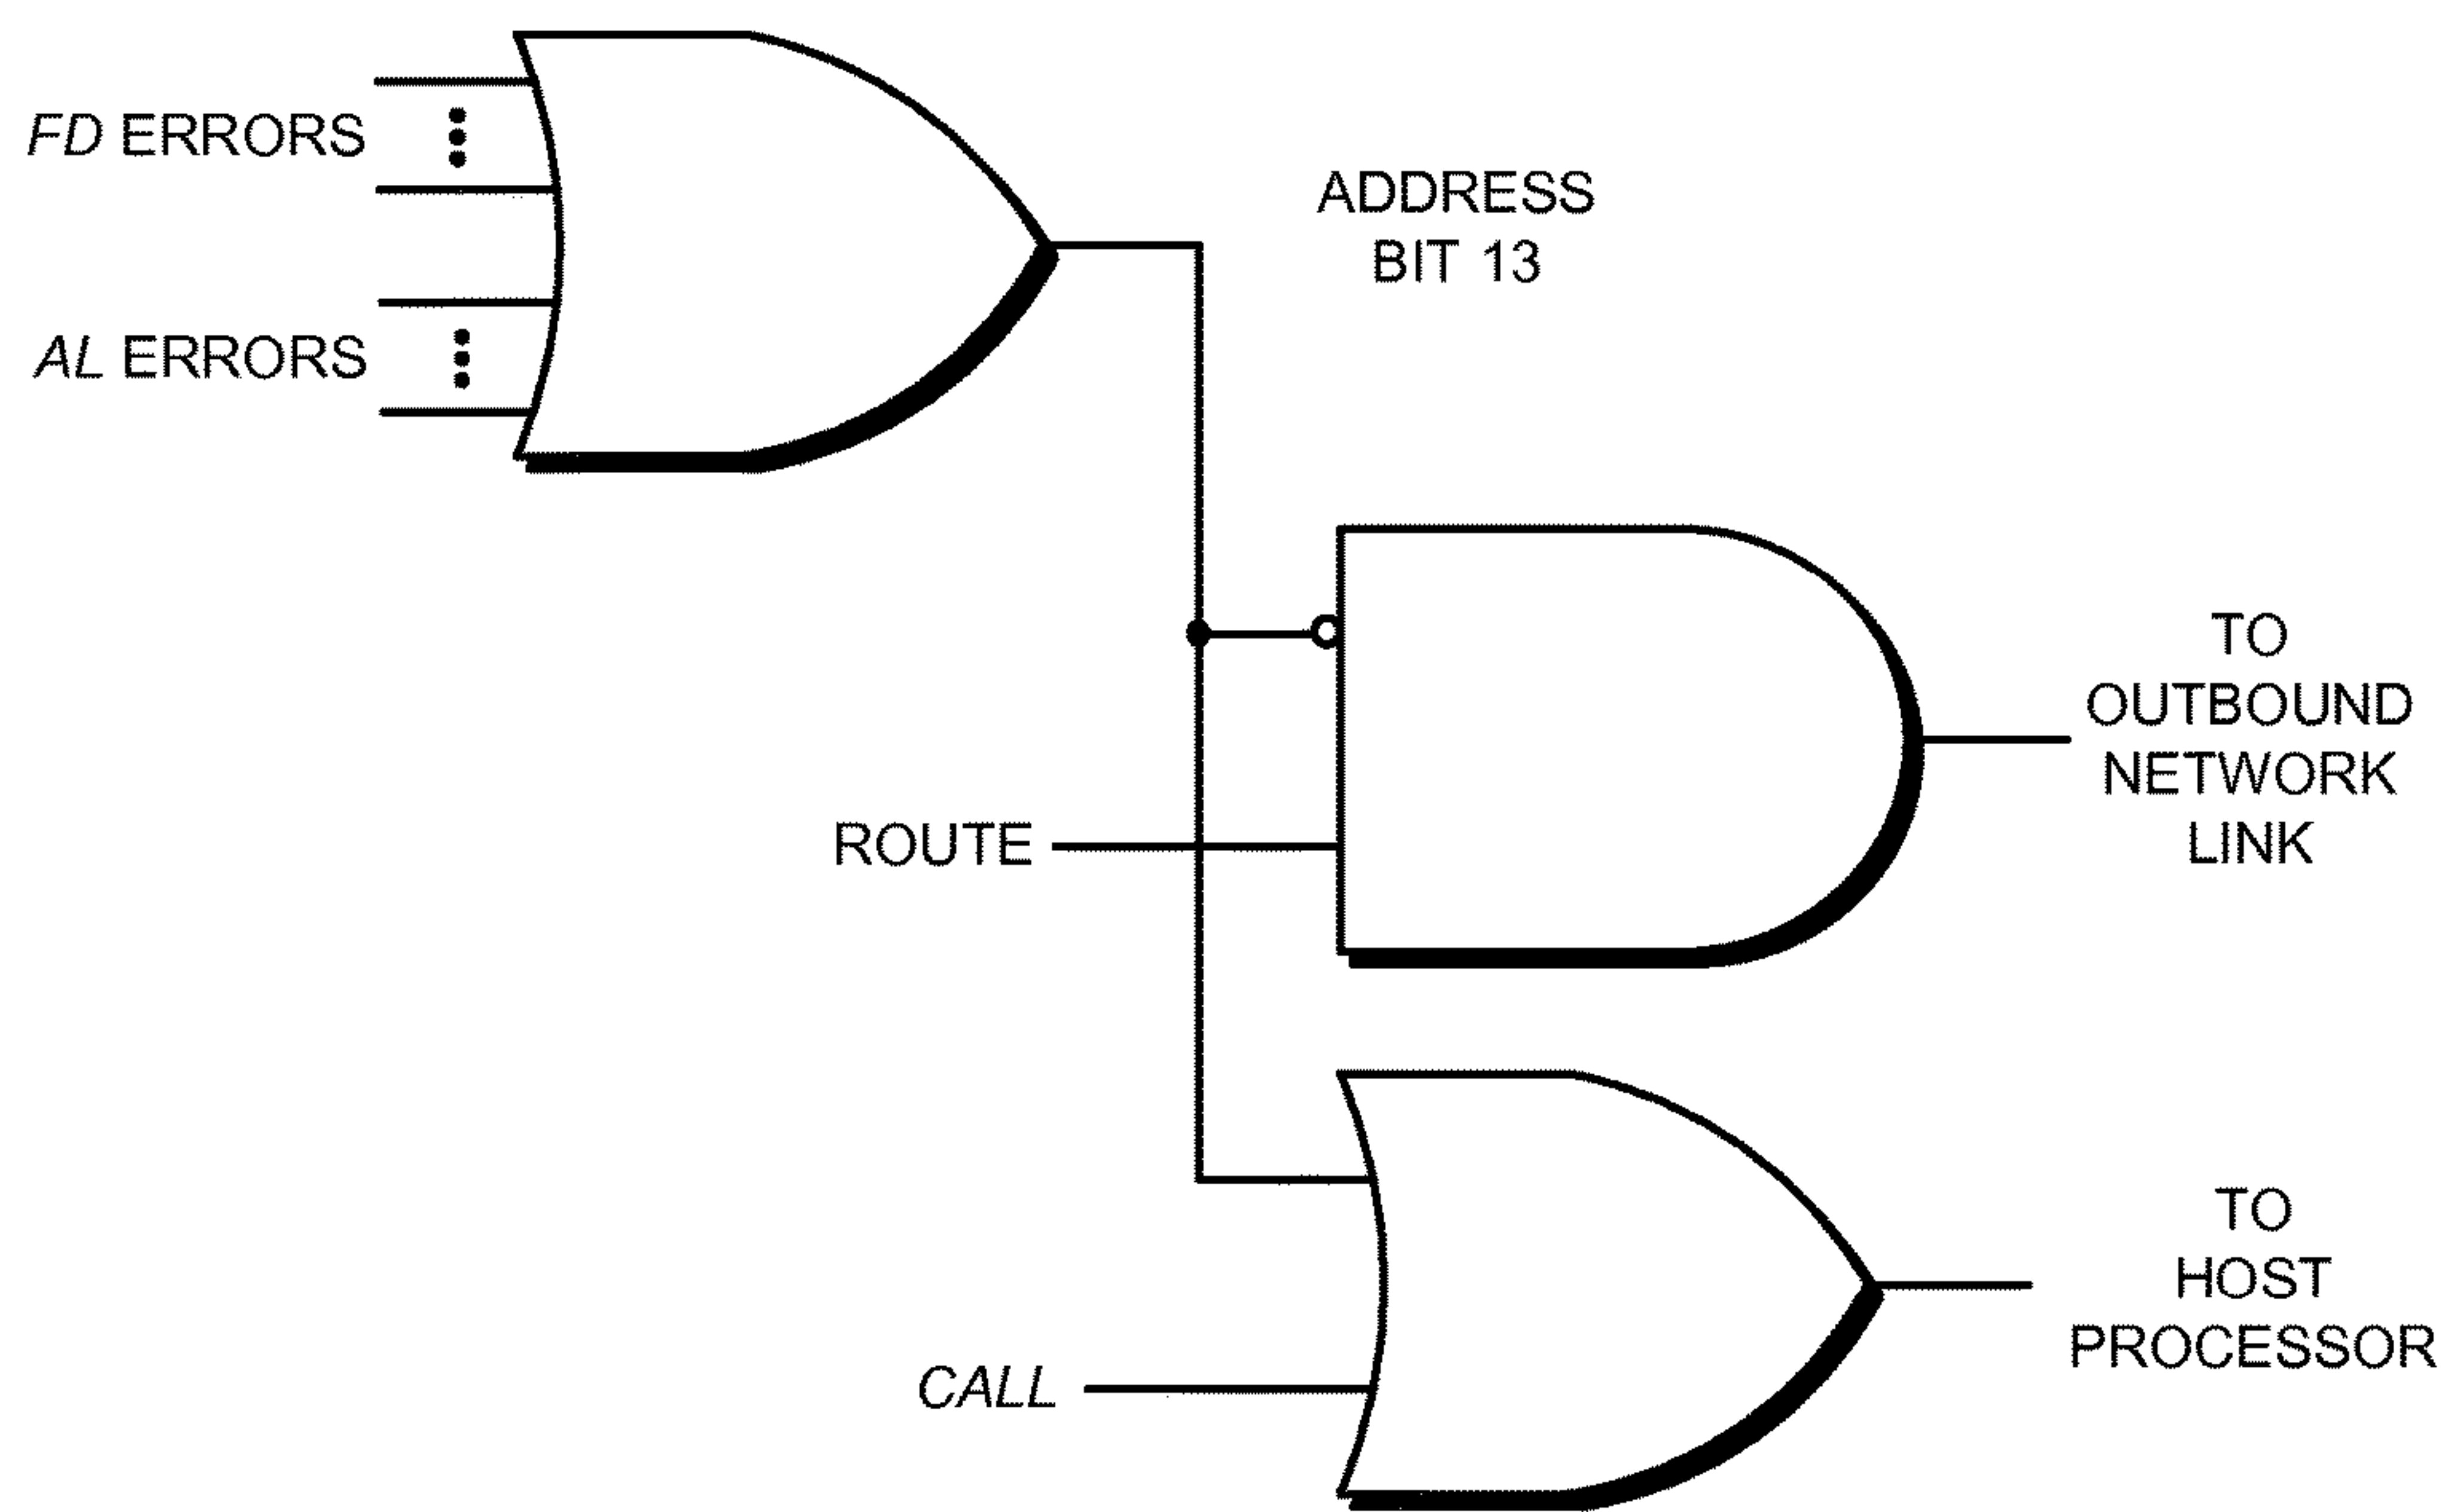 FD ERRORS
AL ERRORS
ADDRESS
BIT 13
TO
OUTBOUND
NETWORK
LINK
ROUTE
TO
HOST
PROCESSOR
CALL